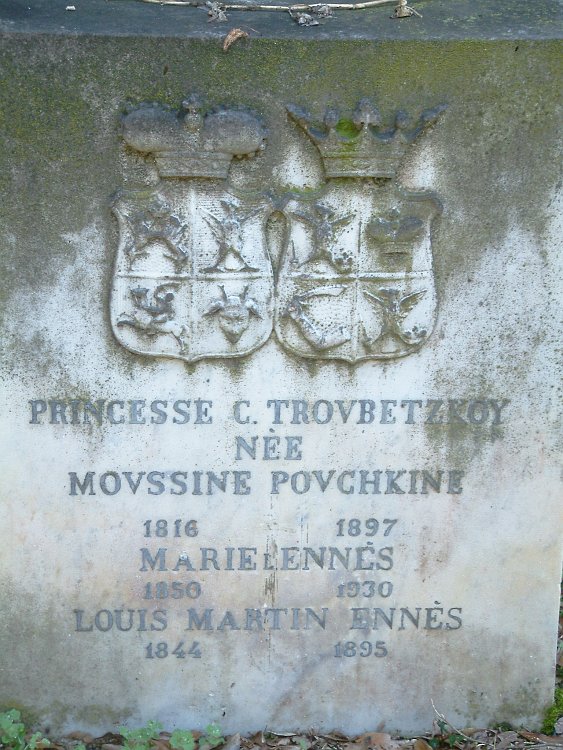 PRINCESSE C. TROVBETZKOY
NÈE
MOVSSINE POVCHKINE
1816 1897
MARIE ENNÈS
1850 1930
LOUIS MARTIN ENNÈS
1844 1895